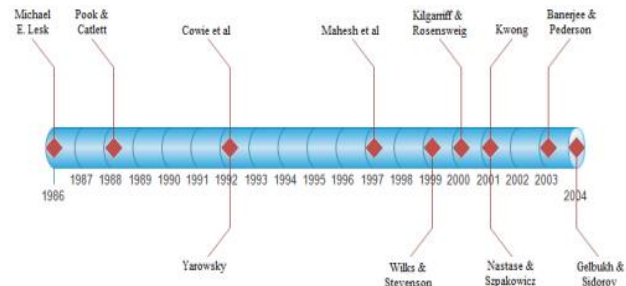 Michael
E. Lesk
Pook &
Catlett
Cowie et al
Mahesh et al
Kilgarriff &
Rosensweig
Kwong
Banerjee &
Pederson
1986
1987
1988
1989
1990
1991
1992
1993
1994
1995
1996
1997
1998
1999
2000
2001
2002
2003
2004
Yarowsky
Wilks &
Stevenson
Nastase &
Szpakowicz
Gelbukh &
Sidorov